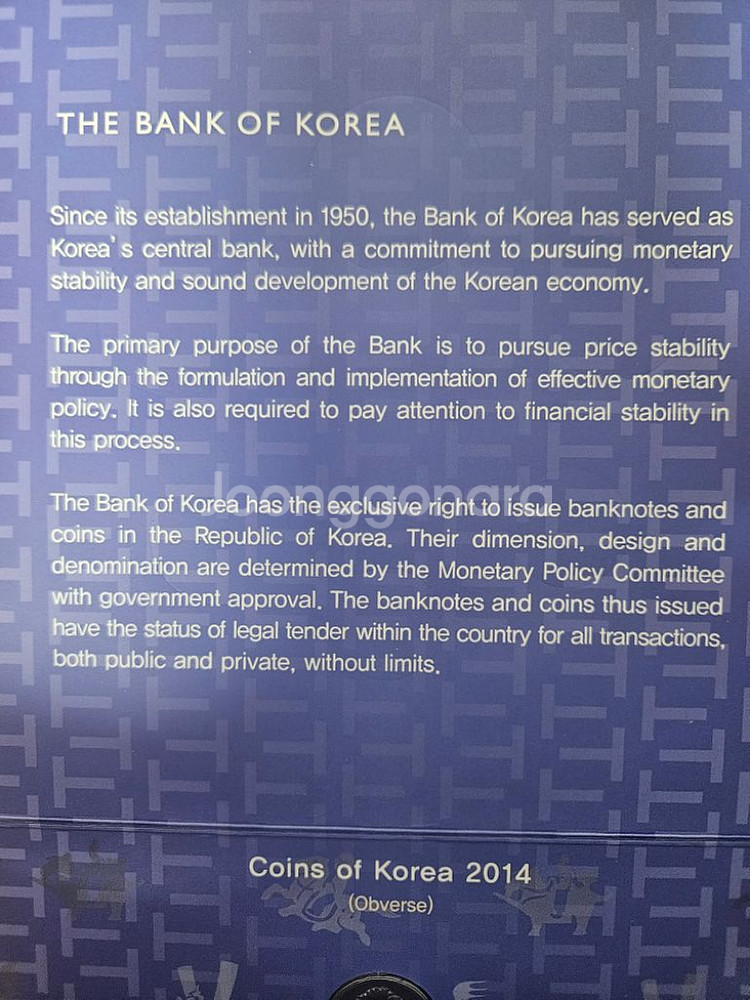 THE BANK OF KOREA
Since its establishment in 1950, the Bank of Korea has served as
Korea's central bank, with a commitment to pursuing monetary
stability and sound development of the Korean economy.
The primary purpose of the Bank is to pursue price stability
through the formulation and implementation of effective monetary
policy. It is also required to pay attention to financial stability in
this process.
joonggonara
The Bank of Korea has the exclusive right to issue banknotes and
coins in the Republic of Korea. Their dimension, design and
denomination are determined by the Monetary Policy Committee
with government approval. The banknotes and coins thus issued
have the status of legal tender within the country for all transactions,
both public and private, without limits.
Coins of Korea 2014
(Obverse)